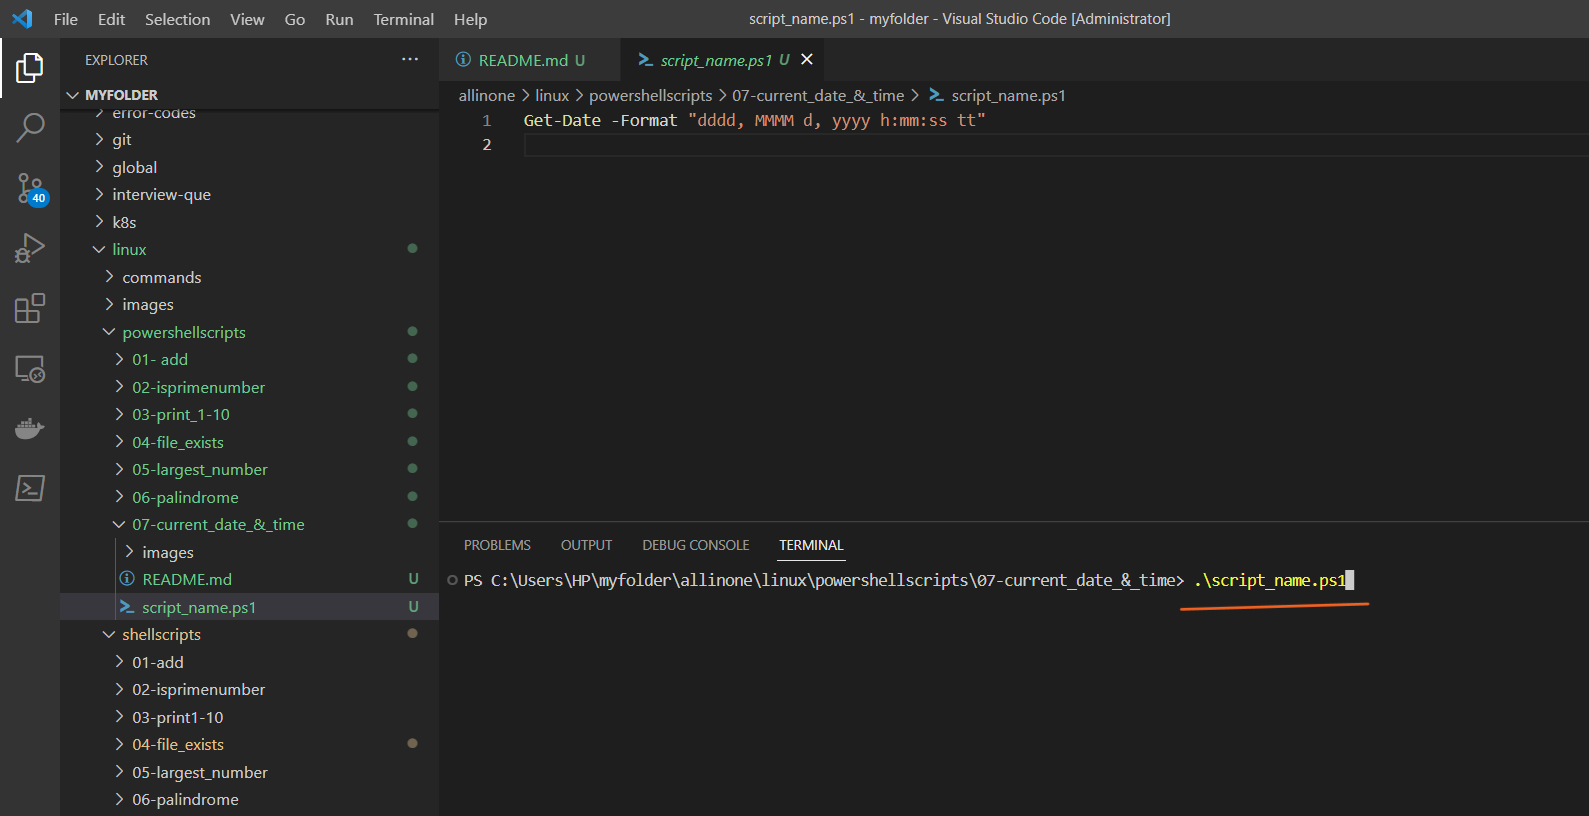 File Edit Selection View Go Run Terminal Help
script_name.ps1 - myfolder - Visual Studio Code [Administrator]
EXPLORER
MYFOLDER
error-codes
git
global
interview-que
k8s
linux
commands
images
powershellscripts
01- add
02-isprimenumber
03-print_1-10
04-file_exists
05-largest_number
06-palindrome
07-current_date_&_time
images
README.md U
script_name.ps1 U
shellscripts
01-add
02-isprimenumber
03-print1-10
04-file_exists
05-largest_number
06-palindrome
40
README.md U script_name.ps1 U
allinone > linux > powershellscripts > 07-current_date_&_time > script_name.ps1
1 Get-Date -Format "dddd, MMMM d, yyyy h:mm:ss tt"
2
PROBLEMS OUTPUT DEBUG CONSOLE TERMINAL
PS C:\Users\HP\myfolder\allinone\linux\powershellscripts\07-current_date_&_time> .\script_name.ps1